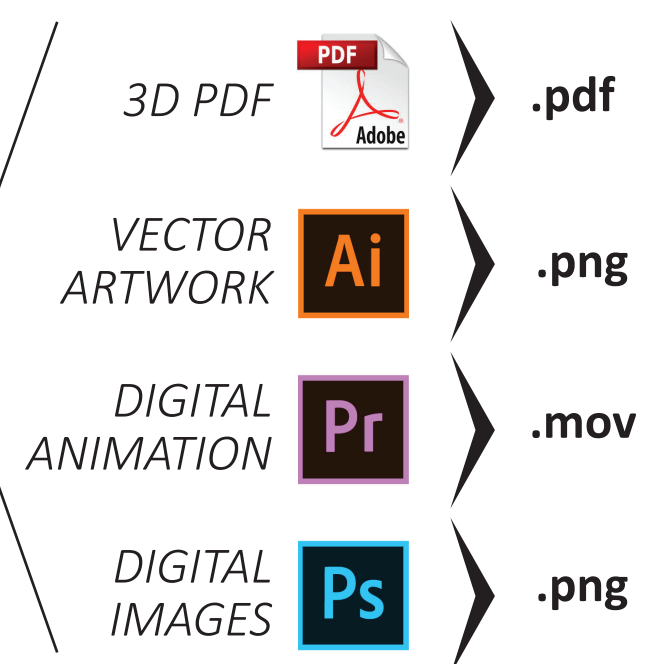 3D PDF
PDF
Adobe
.pdf
VECTOR
ARTWORK
Ai
.png
DIGITAL
ANIMATION
Pr
.mov
DIGITAL
IMAGES
Ps
.png